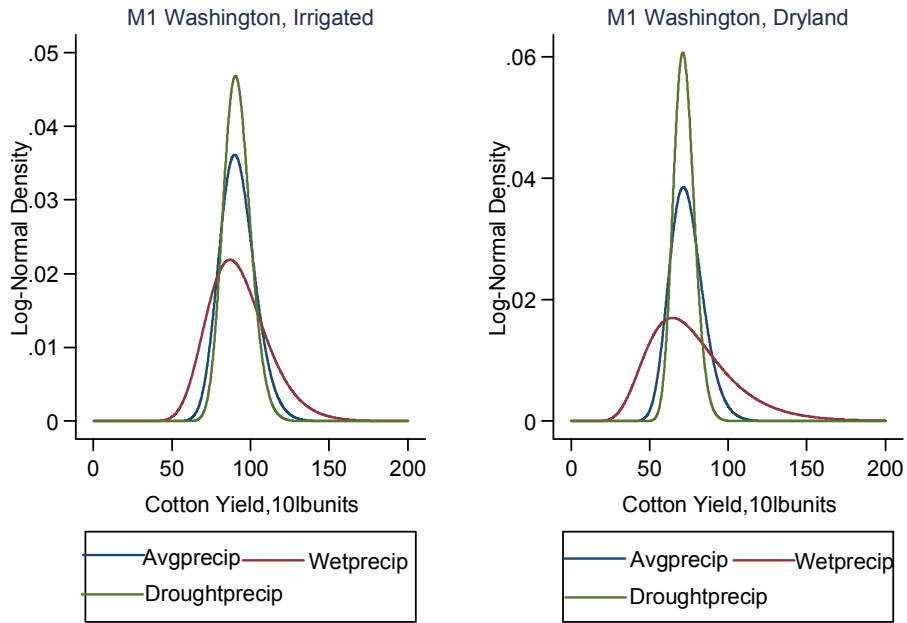 M1 Washington, Irrigated
Log-Normal Density
.05
.04
.03
.02
.01
0
0 50 100 150 200
Cotton Yield,10lbunits
Avgprecip Wetprecip
Droughtprecip
M1 Washington, Dryland
Log-Normal Density
.06
.04
.02
0
0 50 100 150 200
Cotton Yield,10lbunits
Avgprecip Wetprecip
Droughtprecip